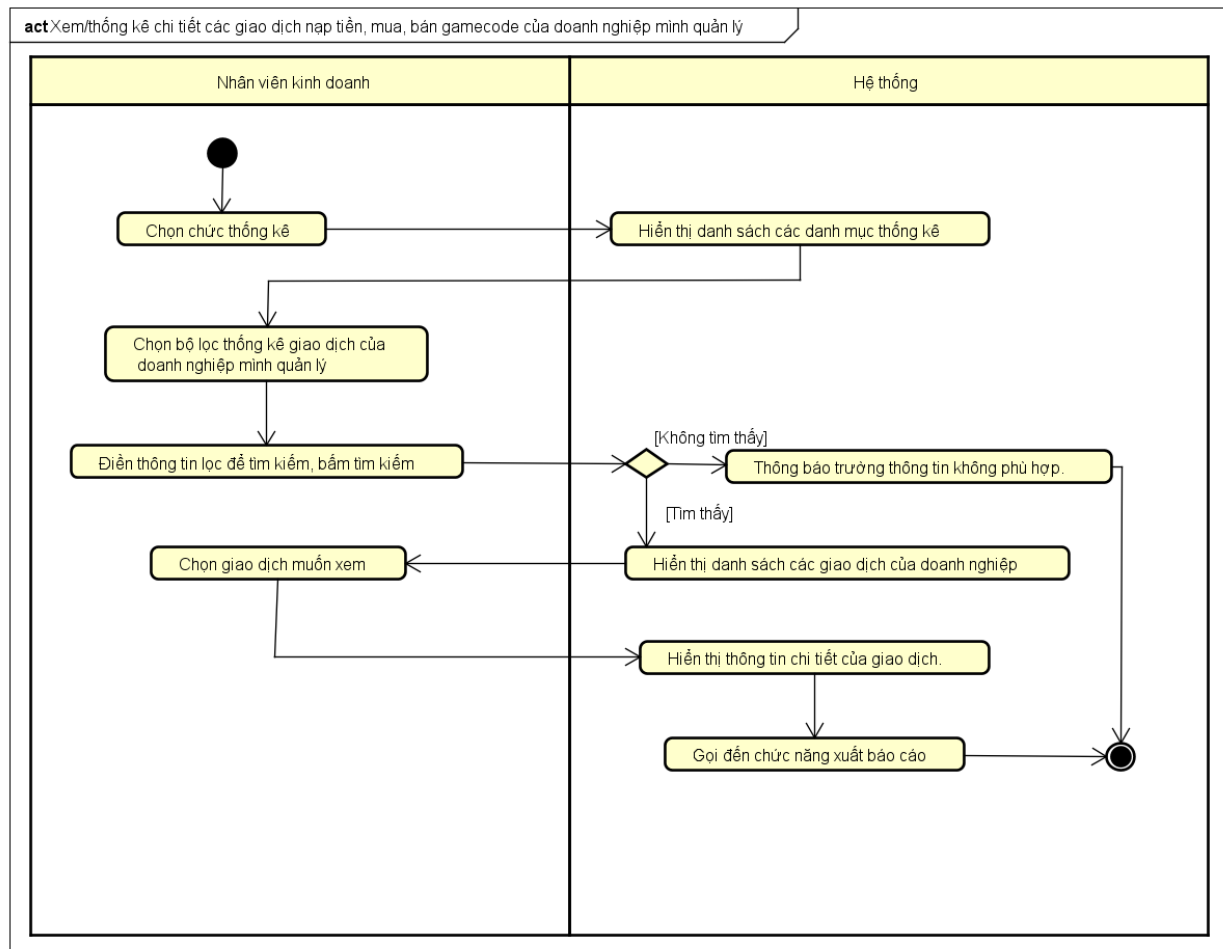 act Xem/thống kê chi tiết các giao dịch nạp tiền, mua, bán gamecode của doanh nghiệp mình quản lý
Nhân viên kinh doanh
Hệ thống
Chọn chức thống kê
Hiển thị danh sách các danh mục thống kê
Chọn bộ lọc thống kê giao dịch của
doanh nghiệp mình quản lý
[Không tìm thấy]
Điền thông tin lọc để tìm kiếm, bấm tìm kiếm
Thông báo trường thông tin không phù hợp.
[Tìm thấy]
Chọn giao dịch muốn xem
Hiển thị danh sách các giao dịch của doanh nghiệp
Hiển thị thông tin chi tiết của giao dịch.
Gọi đến chức năng xuất báo cáo